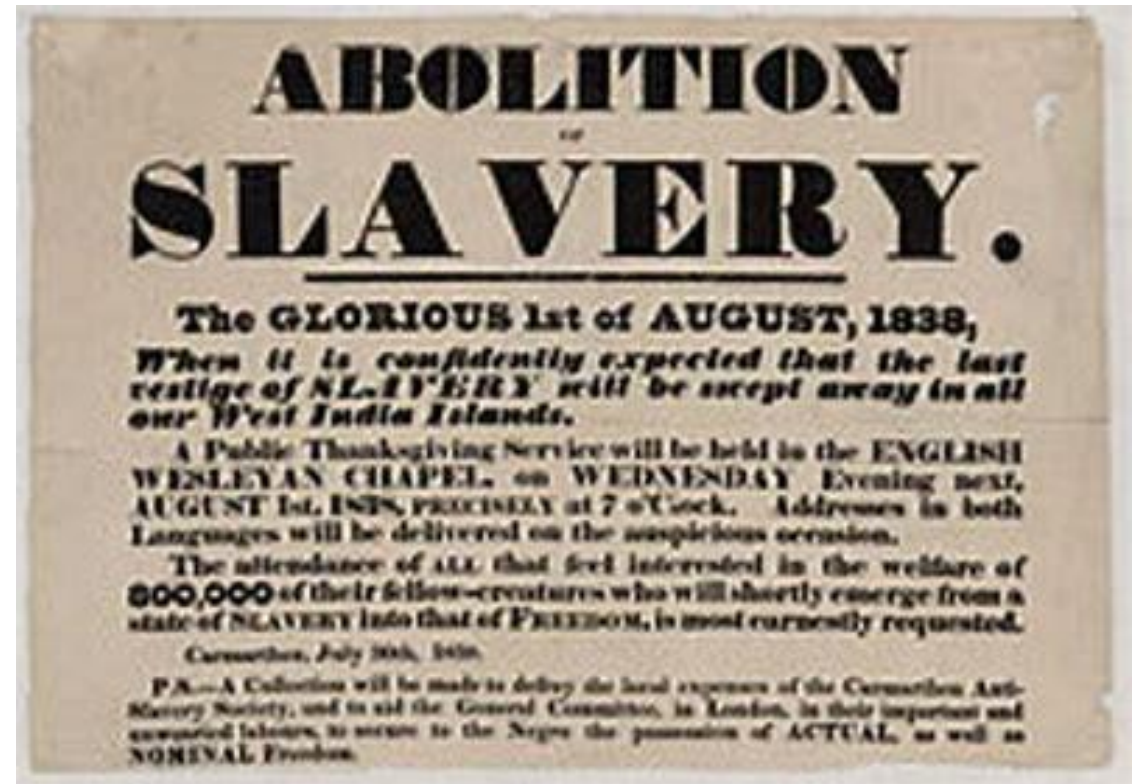 ABOLITION
OF
SLAVERY.
The GLORIOUS 1st of AUGUST, 1838,
When it is confidently expected that the last
vestige of SLAVERY will be swept away in all
our West India Islands.
A Public Thanksgiving Service will be held in the ENGLISH
WESLEYAN CHAPEL, on WEDNESDAY Evening next,
AUGUST 1st, 1838, PRECISELY at 7 o'Clock. Addresses in both
Languages will be delivered on the auspicious occasion.
The attendance of ALL that feel interested in the welfare of
800,000 of their fellow-creatures who will shortly emerge from a
state of SLAVERY into that of FREEDOM, is most earnestly requested.
Carmarthen, July 1838.
P.S.—A Collection will be made to defray the local expenses of the Carmarthen Anti-
Slavery Society, and to aid the General Committee, in London, in their important and
labours, to secure to the Negro the possession of ACTUAL, as well as
NOMINAL Freedom.